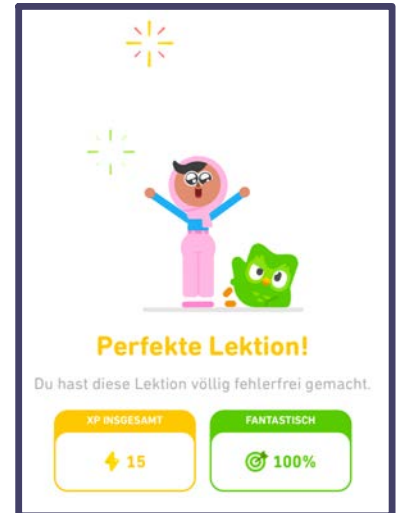 Perfekte Lektion!
Du hast diese Lektion völlig fehlerfrei gemacht.
XP INSGESAMT
FANTASTISCH
15
100%